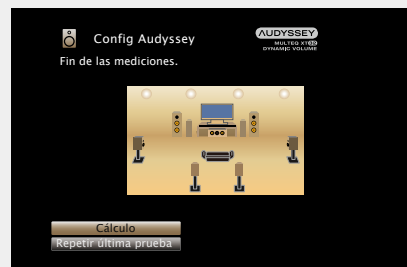 Config Audyssey
AUDYSSEY
MULTEQ XT32
DYNAMIC VOLUME
Fin de las mediciones.
Cálculo
Repetir última prueba